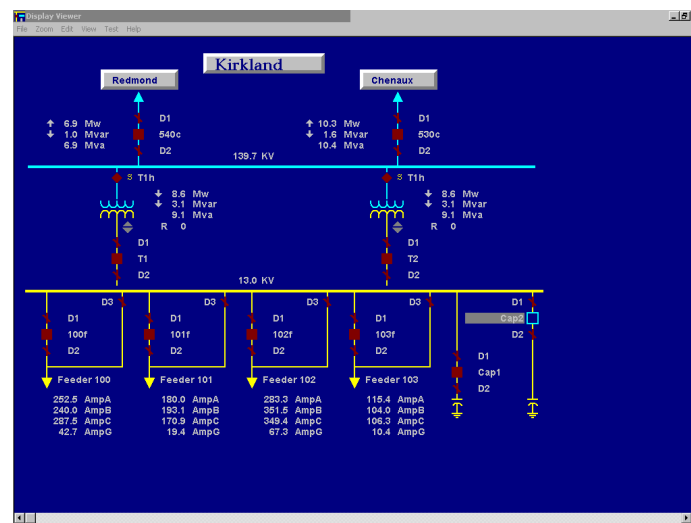 Display Viewer
File Zoom Edit View Test Help
Kirkland
Redmond
Chenaux
6.9 Mw
1.0 Mvar
6.9 Mva
D1
540c
D2
10.3 Mw
1.6 Mvar
10.4 Mva
D1
530c
D2
139.7 KV
S T1h
8.6 Mw
3.1 Mvar
9.1 Mva
R 0
D1
T1
D2
S T1h
8.6 Mw
3.1 Mvar
9.1 Mva
R 0
D1
T2
D2
13.0 KV
D3
D1
100f
D2
Feeder 100
252.5 AmpA
240.0 AmpB
287.5 AmpC
42.7 AmpG
D3
D1
101f
D2
Feeder 101
180.0 AmpA
193.1 AmpB
170.9 AmpC
19.4 AmpG
D3
D1
102f
D2
Feeder 102
283.3 AmpA
351.5 AmpB
349.4 AmpC
67.3 AmpG
D3
D1
103f
D2
Feeder 103
115.4 AmpA
104.0 AmpB
106.3 AmpC
10.4 AmpG
D1
Cap1
D2
D1
Cap2
D2